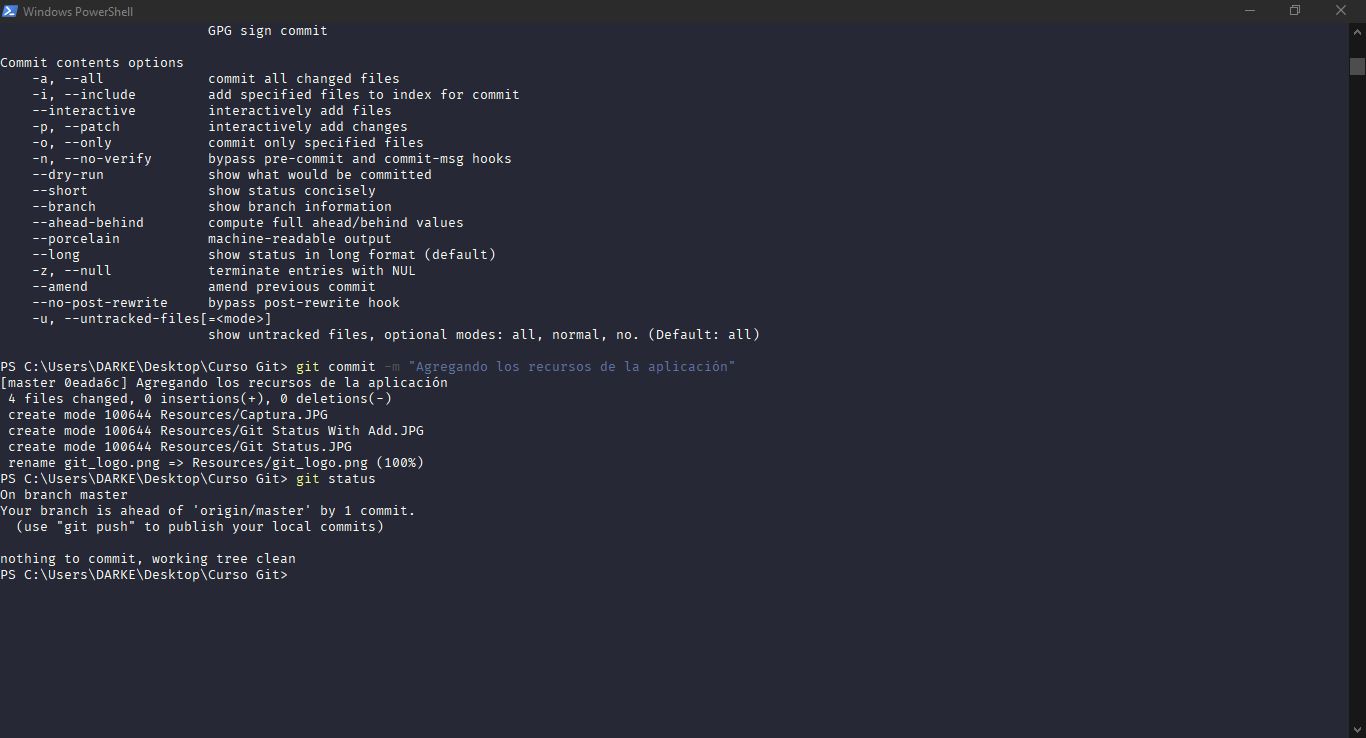 Windows PowerShell
GPG sign commit
Commit contents options
-a, --all commit all changed files
-i, --include add specified files to index for commit
--interactive interactively add files
-p, --patch interactively add changes
-o, --only commit only specified files
-n, --no-verify bypass pre-commit and commit-msg hooks
--dry-run show what would be committed
--short show status concisely
--branch show branch information
--ahead-behind compute full ahead/behind values
--porcelain machine-readable output
--long show status in long format (default)
-z, --null terminate entries with NUL
--amend amend previous commit
--no-post-rewrite bypass post-rewrite hook
-u, --untracked-files[=<mode>]
show untracked files, optional modes: all, normal, no. (Default: all)
PS C:\Users\DARKE\Desktop\Curso Git> git commit -m "Agregando los recursos de la aplicación"
[master 0eada6c] Agregando los recursos de la aplicación
4 files changed, 0 insertions(+), 0 deletions(-)
create mode 100644 Resources/Captura.JPG
create mode 100644 Resources/Git Status With Add.JPG
create mode 100644 Resources/Git Status.JPG
rename git_logo.png => Resources/git_logo.png (100%)
PS C:\Users\DARKE\Desktop\Curso Git> git status
On branch master
Your branch is ahead of 'origin/master' by 1 commit.
(use "git push" to publish your local commits)
nothing to commit, working tree clean
PS C:\Users\DARKE\Desktop\Curso Git>